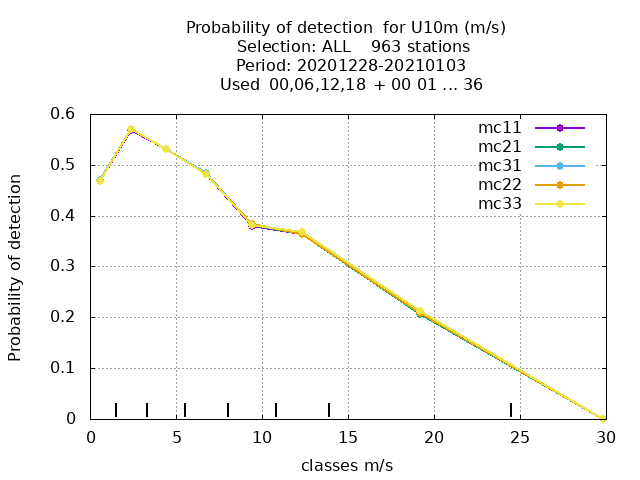 Probability of detection  for U10m (m/s)
Selection: ALL    963 stations
Period: 20201228-20210103
Used  00,06,12,18  + 00 01 ... 36
mc11
mc21
mc31
mc22
mc33
Probability of detection
0.6
0.5
0.4
0.3
0.2
0.1
0
0 5 10 15 20 25 30
classes m/s